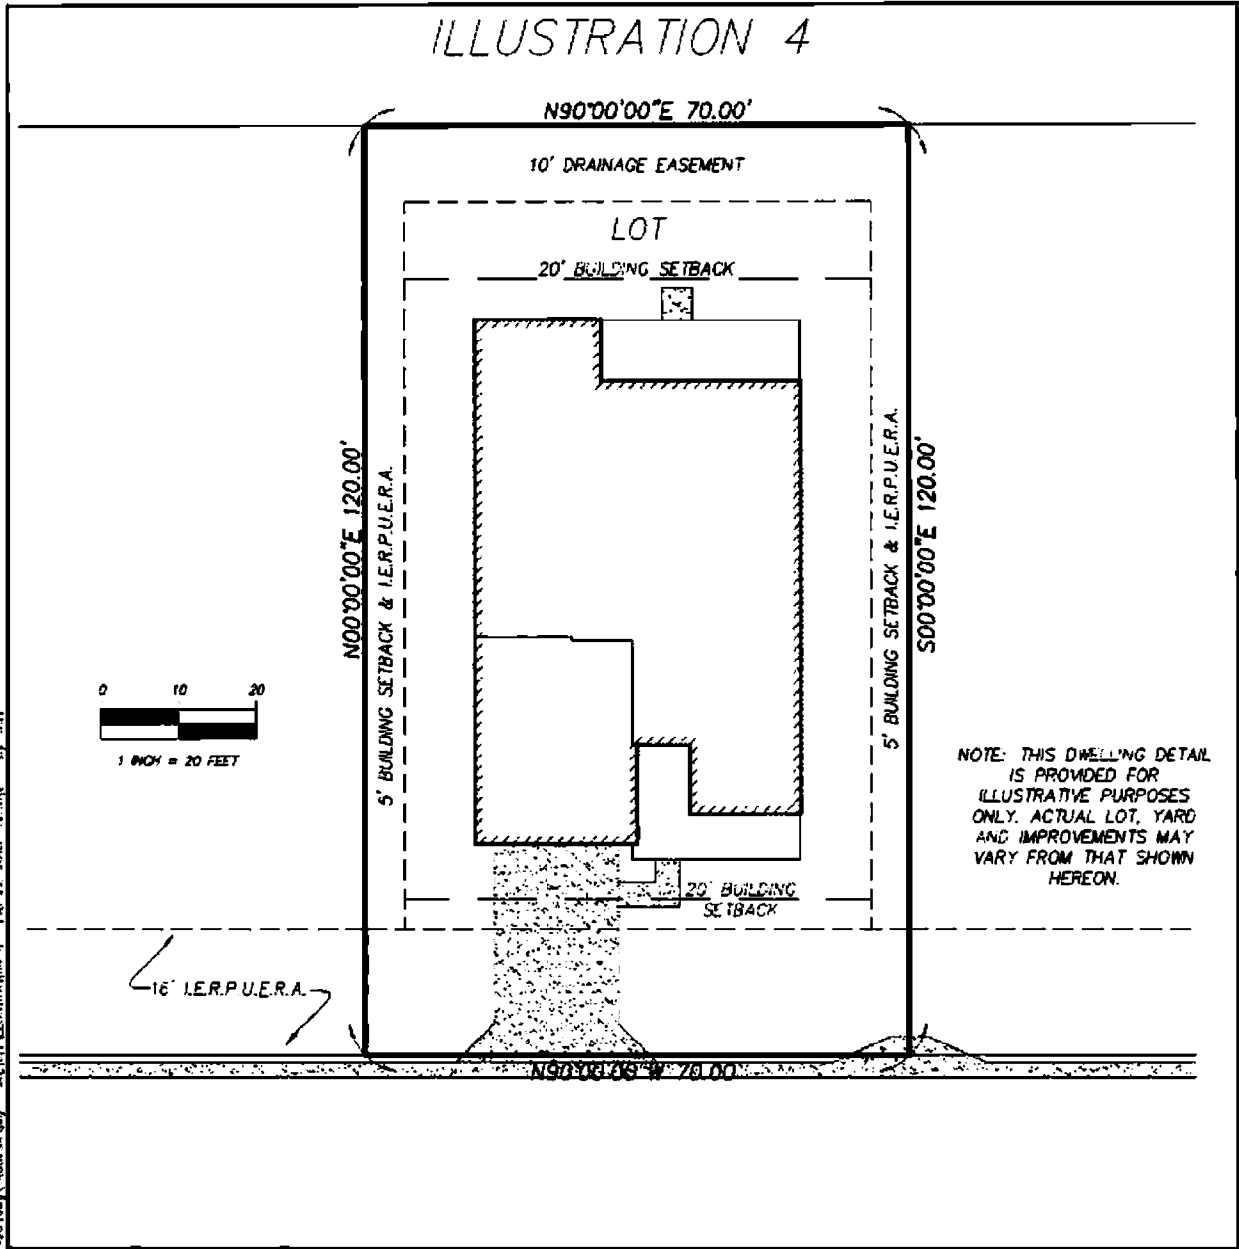 ILLUSTRATION 4
N90°00'00"E 70.00'
10' DRAINAGE EASEMENT
LOT
20' BUILDING SETBACK
N00°00'00"E 120.00'
5' BUILDING SETBACK & I.E.R.P.U.E.R.A.
5' BUILDING SETBACK & I.E.R.P.U.E.R.A.
S00°00'00"E 120.00'
0 10 20
1 INCH = 20 FEET
NOTE: THIS DWELLING DETAIL
IS PROVIDED FOR
ILLUSTRATIVE PURPOSES
ONLY. ACTUAL LOT, YARD
AND IMPROVEMENTS MAY
VARY FROM THAT SHOWN
HEREON.
20' BUILDING
SETBACK
16' I.E.R.P.U.E.R.A.
N90°00'00"W 70.00'